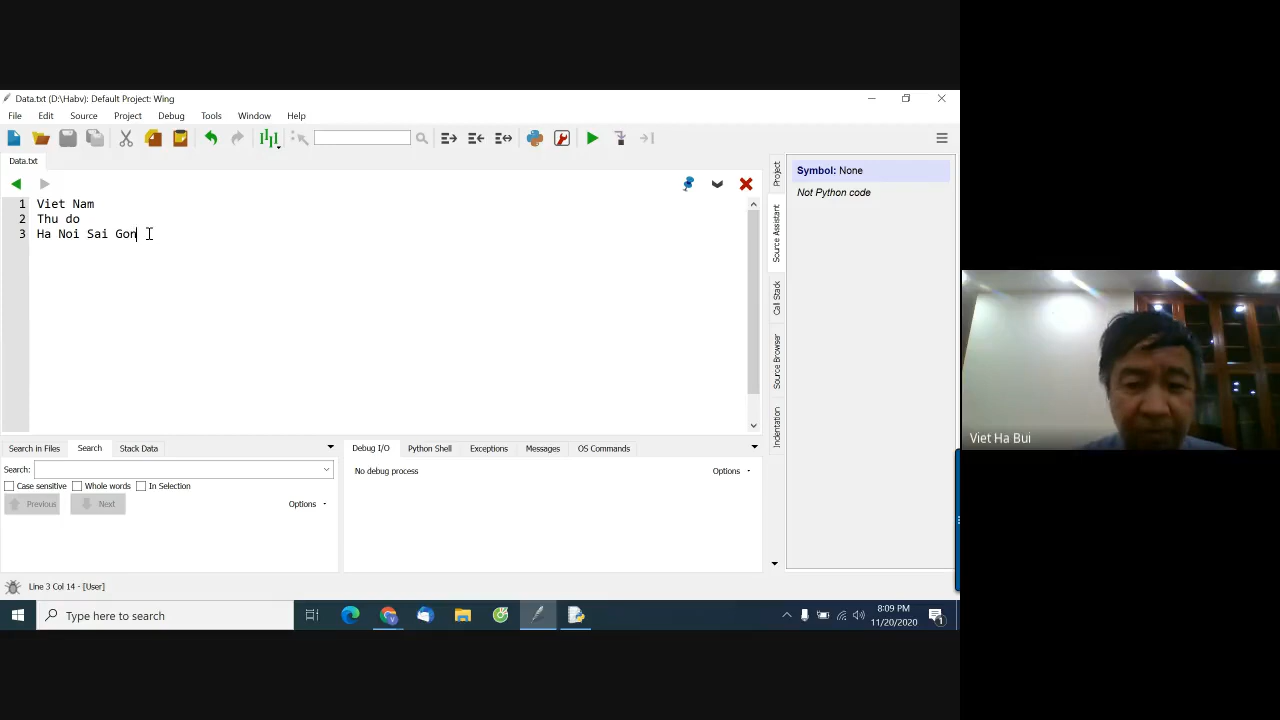 Data.txt (D:\Habv): Default Project: Wing
File Edit Source Project Debug Tools Window Help
Data.txt
1 Viet Nam
2 Thu do
3 Ha Noi Sai Gon
Project
Source Assistant
Call Stack
Source Browser
Indentation
Symbol: None
Not Python code
Search in Files Search Stack Data
Search:
Case sensitive Whole words In Selection
Previous Next Options
Debug I/O Python Shell Exceptions Messages OS Commands
No debug process Options
Line 3 Col 14 - [User]
Type here to search
8:09 PM
11/20/2020
1
Viet Ha Bui